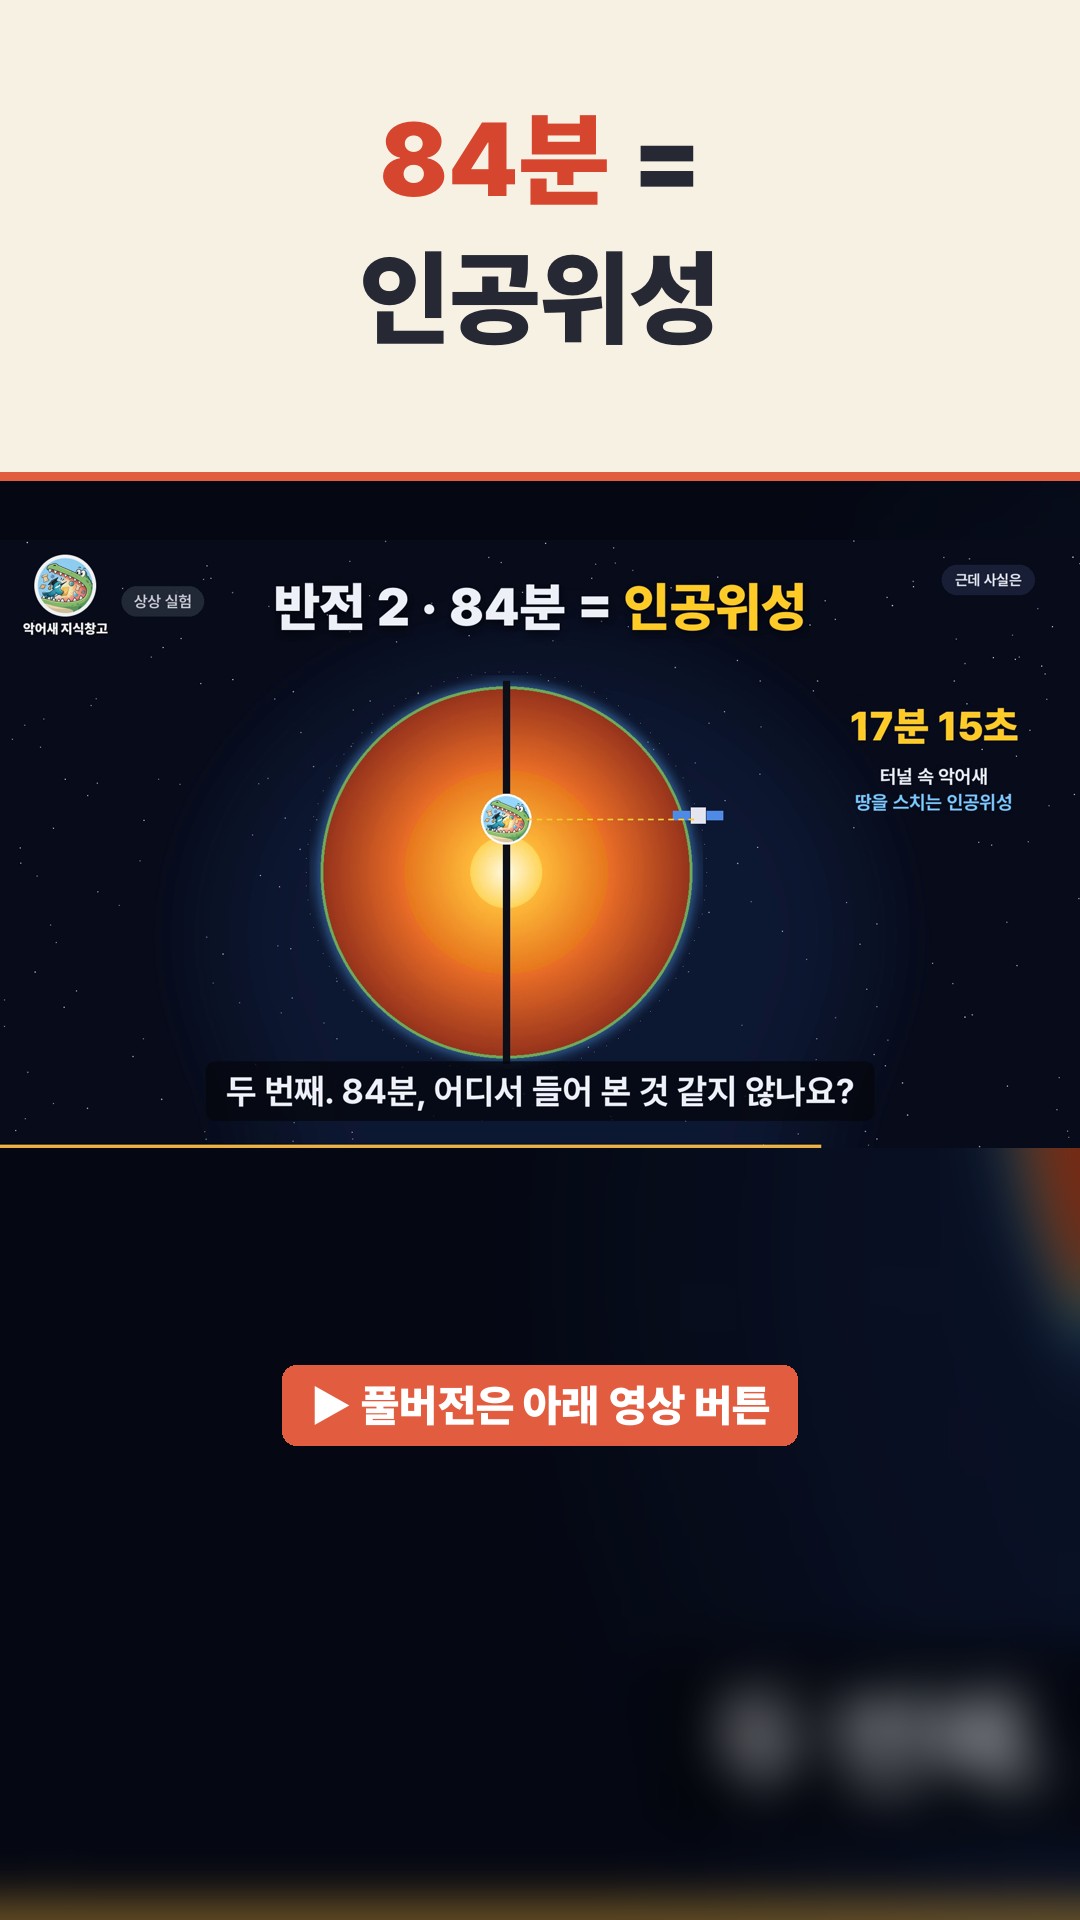 84분 =
인공위성
악어새 지식창고
상상 실험
반전 2 · 84분 = 인공위성
근데 사실은
17분 15초
터널 속 악어새
땅을 스치는 인공위성
두 번째. 84분, 어디서 들어 본 것 같지 않나요?
▶ 풀버전은 아래 영상 버튼